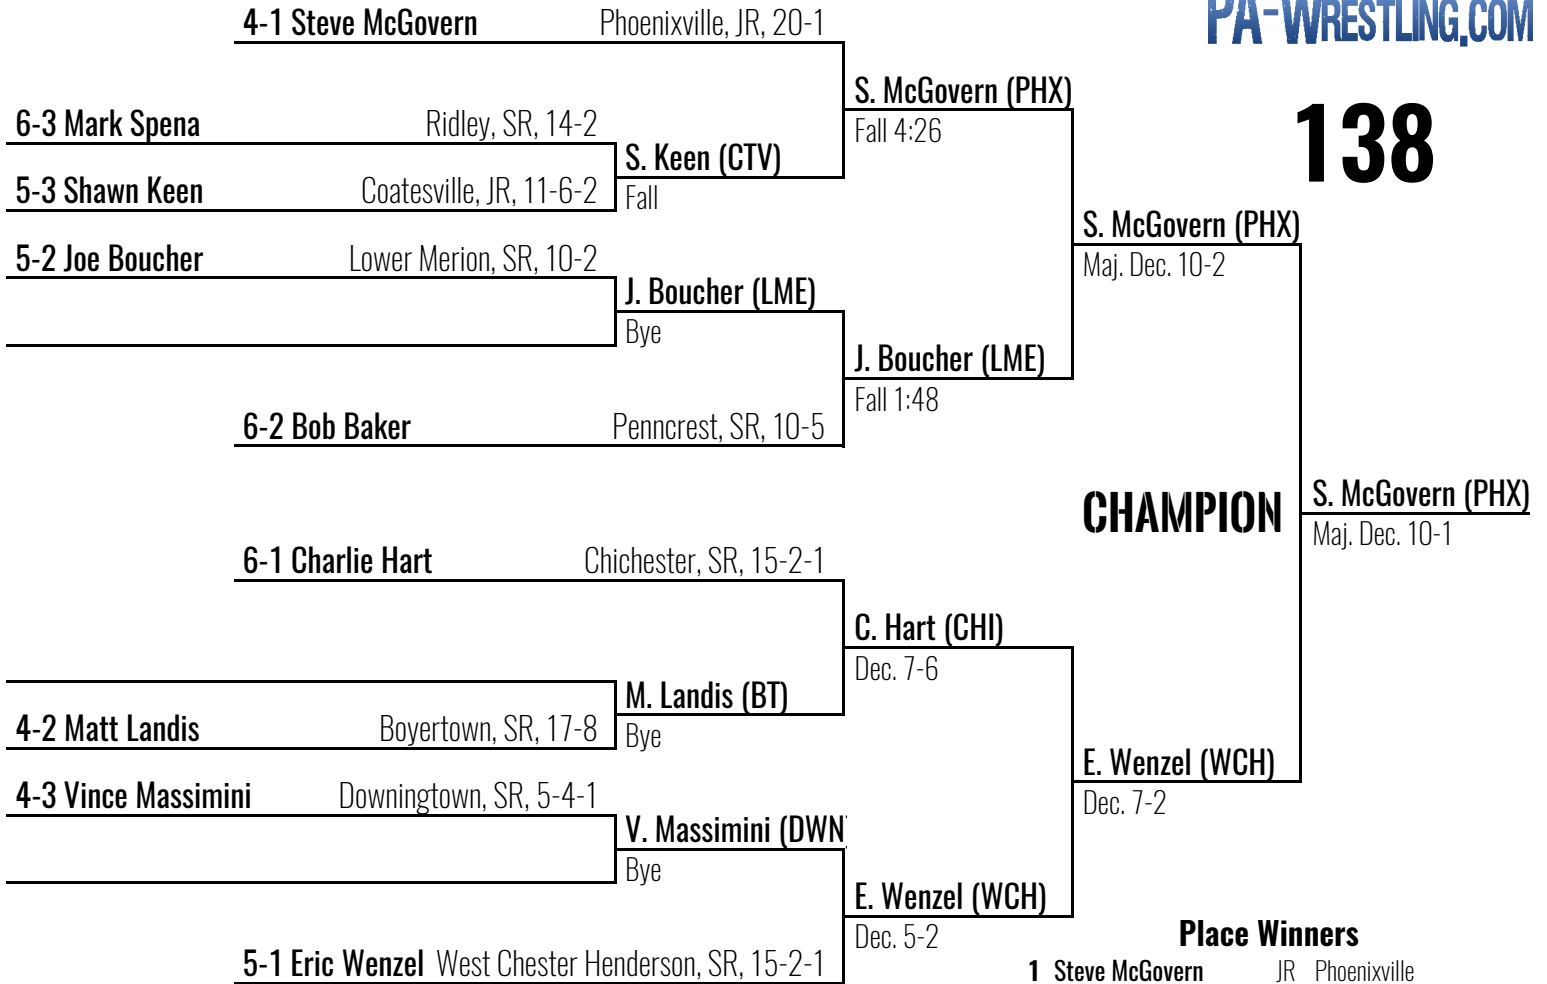 4-1 Steve McGovern Phoenixville, JR, 20-1
PA-WRESTLING.COM
S. McGovern (PHX)
Fall 4:26
138
6-3 Mark Spena Ridley, SR, 14-2
S. Keen (CTV)
Fall
5-3 Shawn Keen Coatesville, JR, 11-6-2
S. McGovern (PHX)
Maj. Dec. 10-2
5-2 Joe Boucher Lower Merion, SR, 10-2
J. Boucher (LME)
Bye
J. Boucher (LME)
Fall 1:48
6-2 Bob Baker Penncrest, SR, 10-5
CHAMPION
S. McGovern (PHX)
Maj. Dec. 10-1
6-1 Charlie Hart Chichester, SR, 15-2-1
C. Hart (CHI)
Dec. 7-6
M. Landis (BT)
Bye
4-2 Matt Landis Boyertown, SR, 17-8
E. Wenzel (WCH)
Dec. 7-2
4-3 Vince Massimini Downingtown, SR, 5-4-1
V. Massimini (DWN)
Bye
E. Wenzel (WCH)
Dec. 5-2
5-1 Eric Wenzel West Chester Henderson, SR, 15-2-1
Place Winners
1 Steve McGovern JR Phoenixville